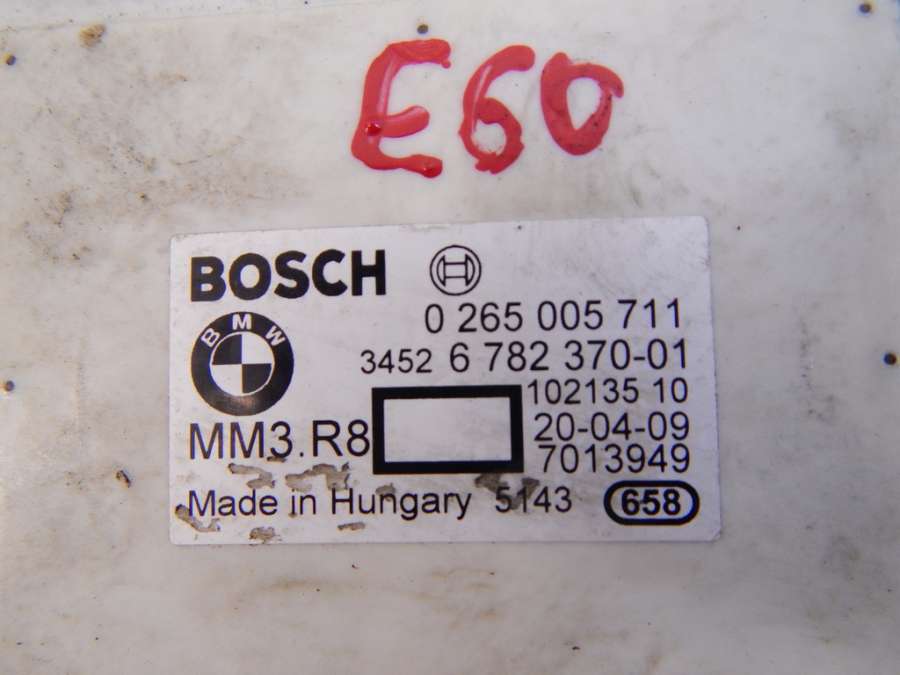 E60
BOSCH
0 265 005 711
BMW
3452 6 782 370-01
102135 10
MM3.R8
20-04-09
7013949
Made in Hungary 5143 658